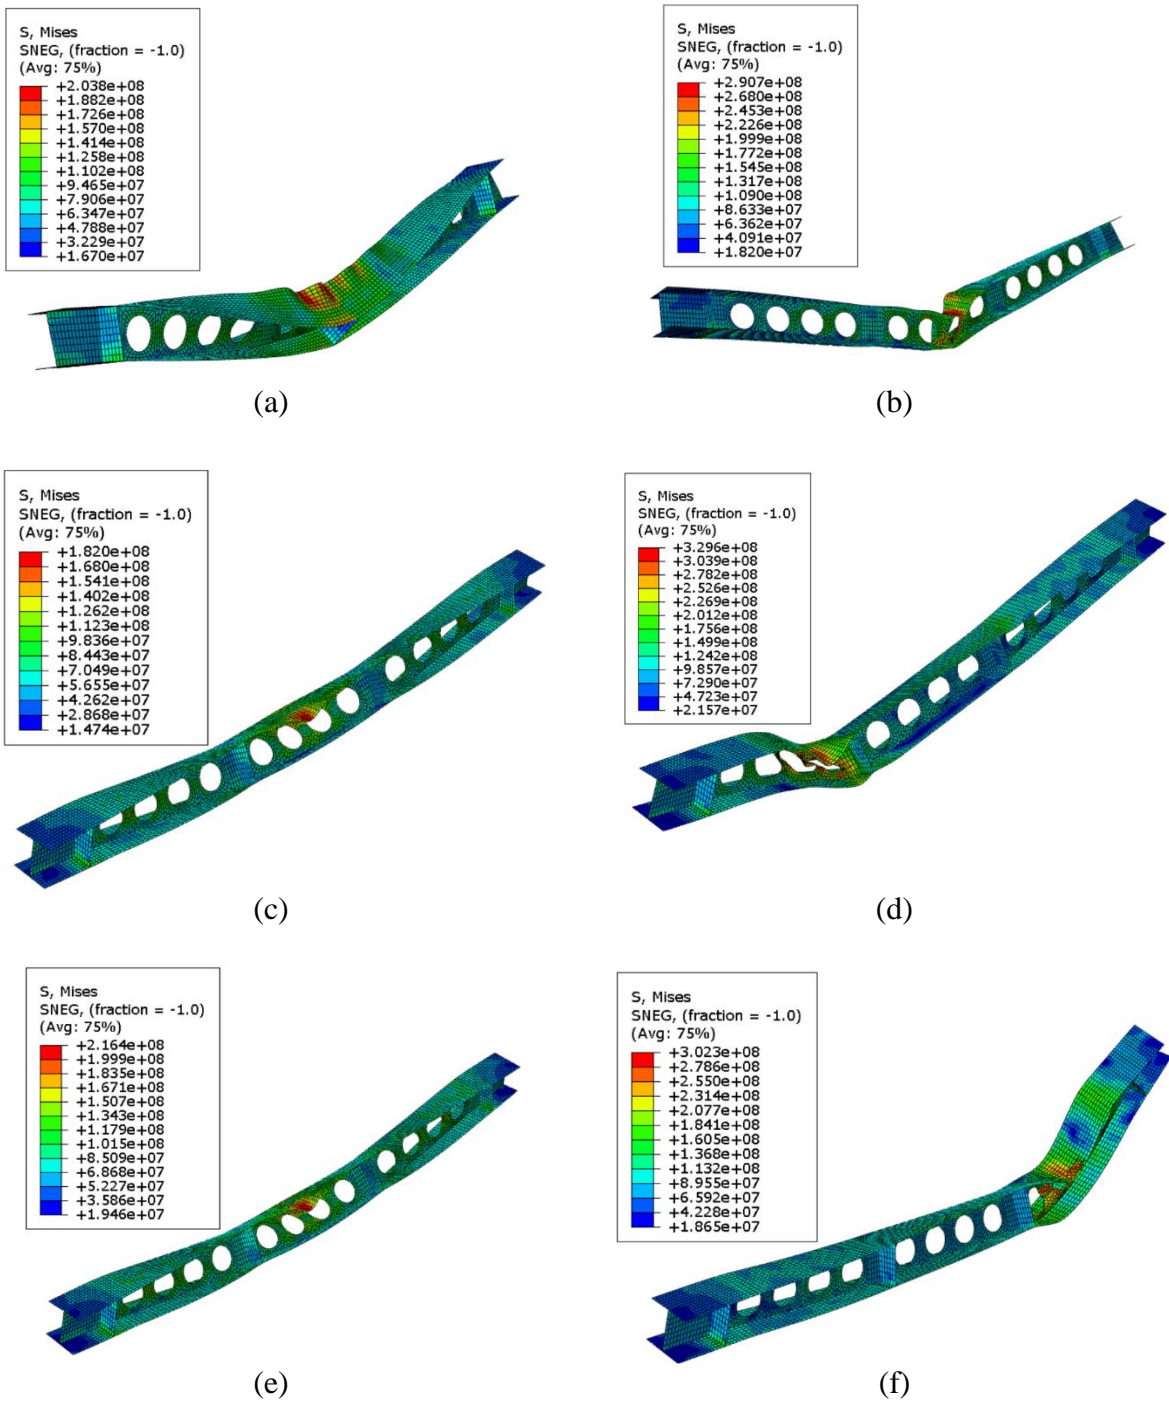 S, Mises
SNEG, (fraction = -1.0)
(Avg: 75%)
+2.038e+08
+1.882e+08
+1.726e+08
+1.570e+08
+1.414e+08
+1.258e+08
+1.102e+08
+9.465e+07
+7.906e+07
+6.347e+07
+4.788e+07
+3.229e+07
+1.670e+07
(a)
S, Mises
SNEG, (fraction = -1.0)
(Avg: 75%)
+2.907e+08
+2.680e+08
+2.453e+08
+2.226e+08
+1.999e+08
+1.772e+08
+1.545e+08
+1.317e+08
+1.090e+08
+8.633e+07
+6.362e+07
+4.091e+07
+1.820e+07
(b)
S, Mises
SNEG, (fraction = -1.0)
(Avg: 75%)
+1.820e+08
+1.680e+08
+1.541e+08
+1.402e+08
+1.262e+08
+1.123e+08
+9.836e+07
+8.443e+07
+7.049e+07
+5.655e+07
+4.262e+07
+2.868e+07
+1.474e+07
(c)
S, Mises
SNEG, (fraction = -1.0)
(Avg: 75%)
+3.296e+08
+3.039e+08
+2.782e+08
+2.526e+08
+2.269e+08
+2.012e+08
+1.756e+08
+1.499e+08
+1.242e+08
+9.857e+07
+7.290e+07
+4.723e+07
+2.157e+07
(d)
S, Mises
SNEG, (fraction = -1.0)
(Avg: 75%)
+2.164e+08
+1.999e+08
+1.835e+08
+1.671e+08
+1.507e+08
+1.343e+08
+1.179e+08
+1.015e+08
+8.509e+07
+6.868e+07
+5.227e+07
+3.586e+07
+1.946e+07
(e)
S, Mises
SNEG, (fraction = -1.0)
(Avg: 75%)
+3.023e+08
+2.786e+08
+2.550e+08
+2.314e+08
+2.077e+08
+1.841e+08
+1.605e+08
+1.368e+08
+1.132e+08
+8.955e+07
+6.592e+07
+4.228e+07
+1.865e+07
(f)